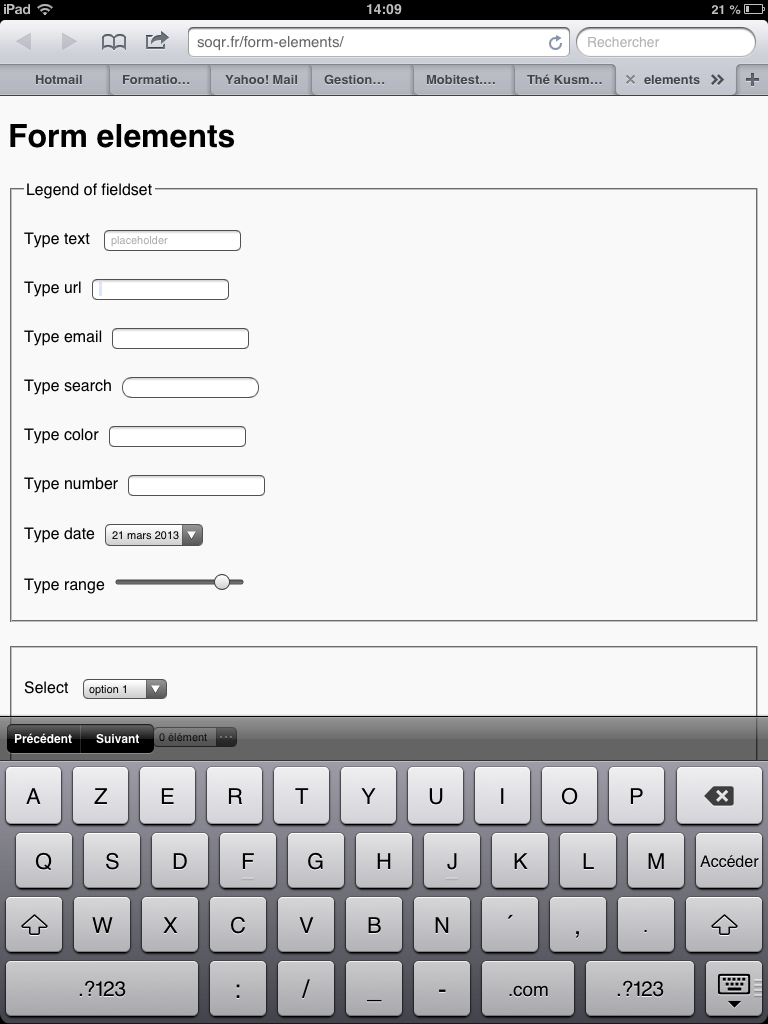 iPad 14:09 21 %
soqr.fr/form-elements/ Rechercher
Hotmail Formatio… Yahoo! Mail Gestion… Mobitest.… Thé Kusm… elements
Form elements
Legend of fieldset
Type text placeholder
Type url
Type email
Type search
Type color
Type number
Type date 21 mars 2013
Type range
Select option 1
Précédent Suivant 0 élément ...
A Z E R T Y U I O P
Q S D F G H J K L M Accéder
W X C V B N ´ , .
.?123 : / _ - .com .?123